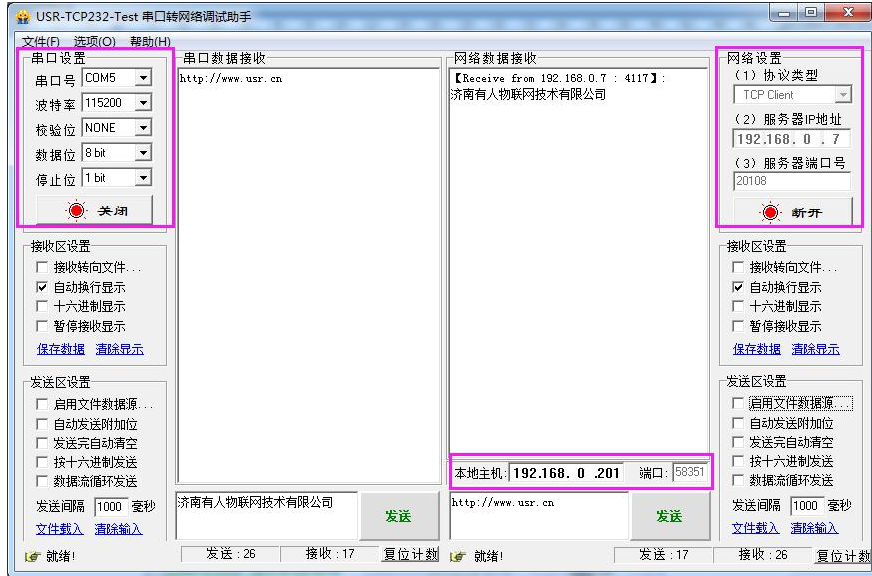 USR-TCP232-Test 串口转网络调试助手
文件(F) 选项(O) 帮助(H)
串口设置
串口号 COM5
波特率 115200
校验位 NONE
数据位 8 bit
停止位 1 bit
关闭
接收区设置
接收转向文件...
自动换行显示
十六进制显示
暂停接收显示
保存数据 清除显示
发送区设置
启用文件数据源...
自动发送附加位
发送完自动清空
按十六进制发送
数据流循环发送
发送间隔 1000 毫秒
文件载入 清除输入
就绪!
串口数据接收
http://www.usr.cn
济南有人物联网技术有限公司
发送
发送 : 26 接收 : 17 复位计数
网络数据接收
【Receive from 192.168.0.7 : 4117】:
济南有人物联网技术有限公司
本地主机: 192.168. 0 .201 端口: 58351
http://www.usr.cn
发送
就绪!
发送 : 17 接收 : 26 复位计数
网络设置
(1) 协议类型
TCP Client
(2) 服务器IP地址
192.168. 0 . 7
(3) 服务器端口号
20108
断开
接收区设置
接收转向文件...
自动换行显示
十六进制显示
暂停接收显示
保存数据 清除显示
发送区设置
启用文件数据源...
自动发送附加位
发送完自动清空
按十六进制发送
数据流循环发送
发送间隔 1000 毫秒
文件载入 清除输入